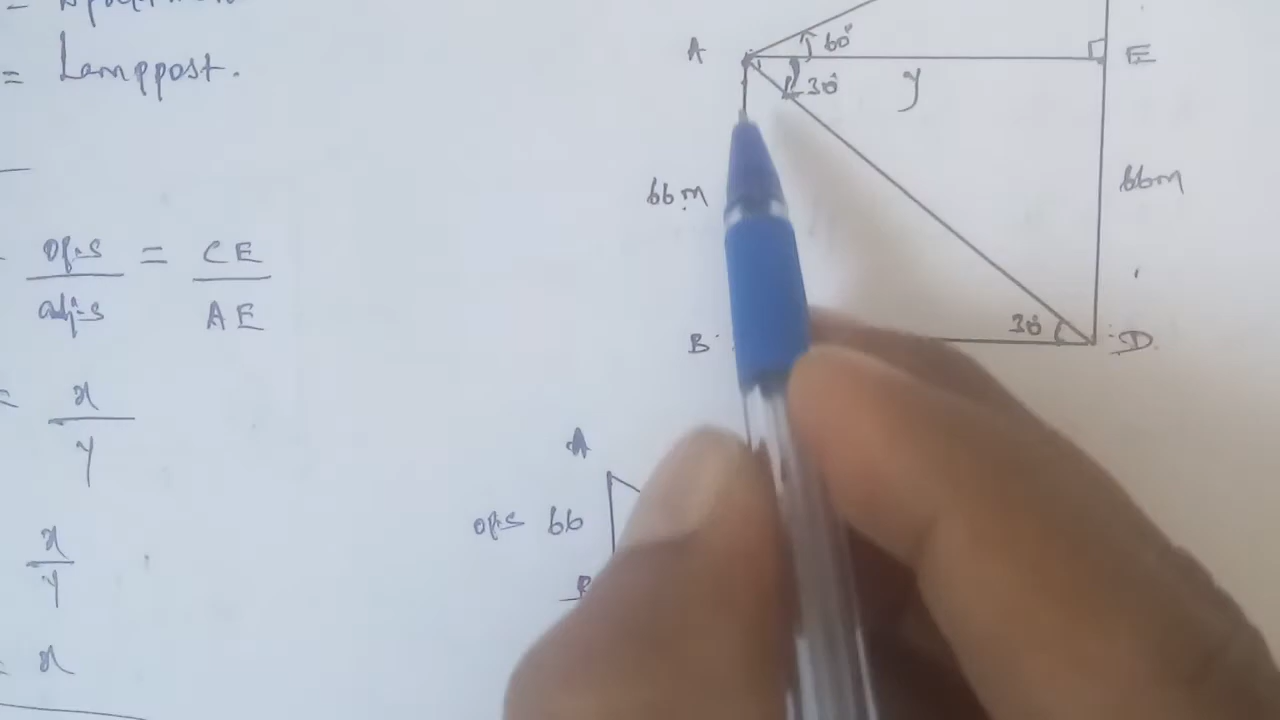 =
= Lamppost.
opp.s = CE
adj.s AE
= x
y
x
y
= x
A
60°
E
30°
y
66m
66m
B
30°
D
A
opp.s 66